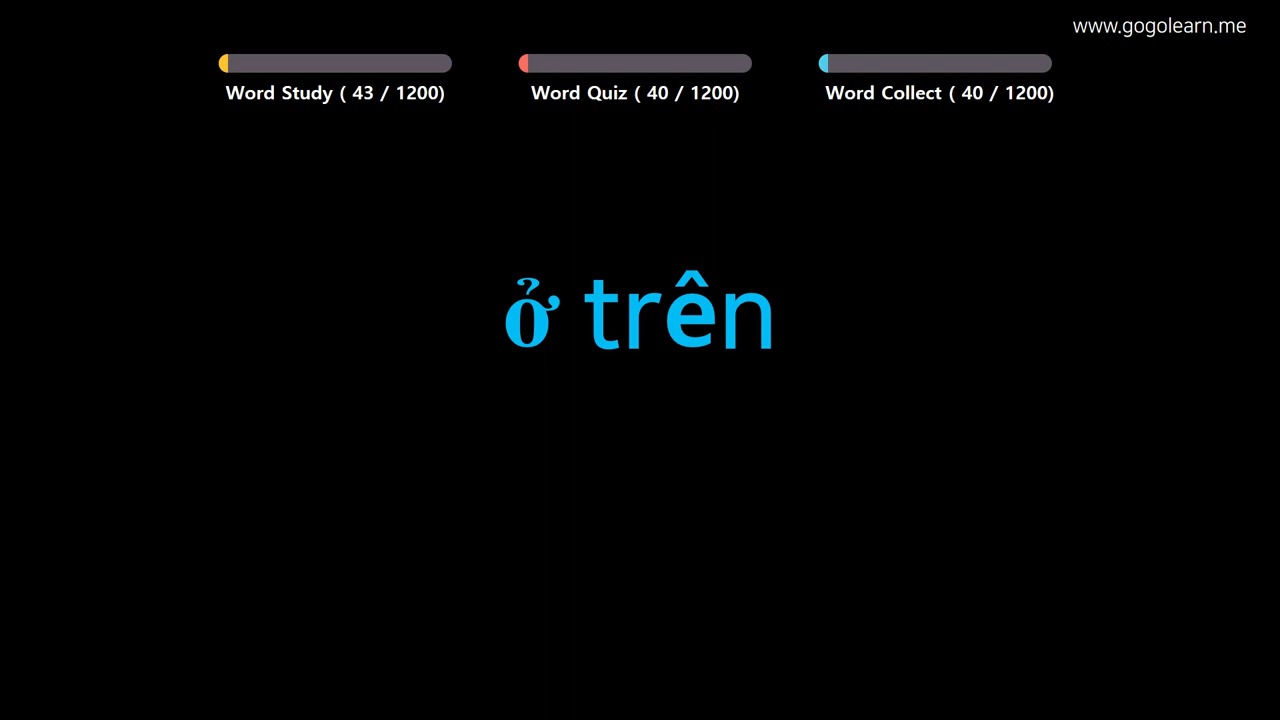 www.gogolearn.me
Word Study ( 43 / 1200)
Word Quiz ( 40 / 1200)
Word Collect ( 40 / 1200)
ở trên